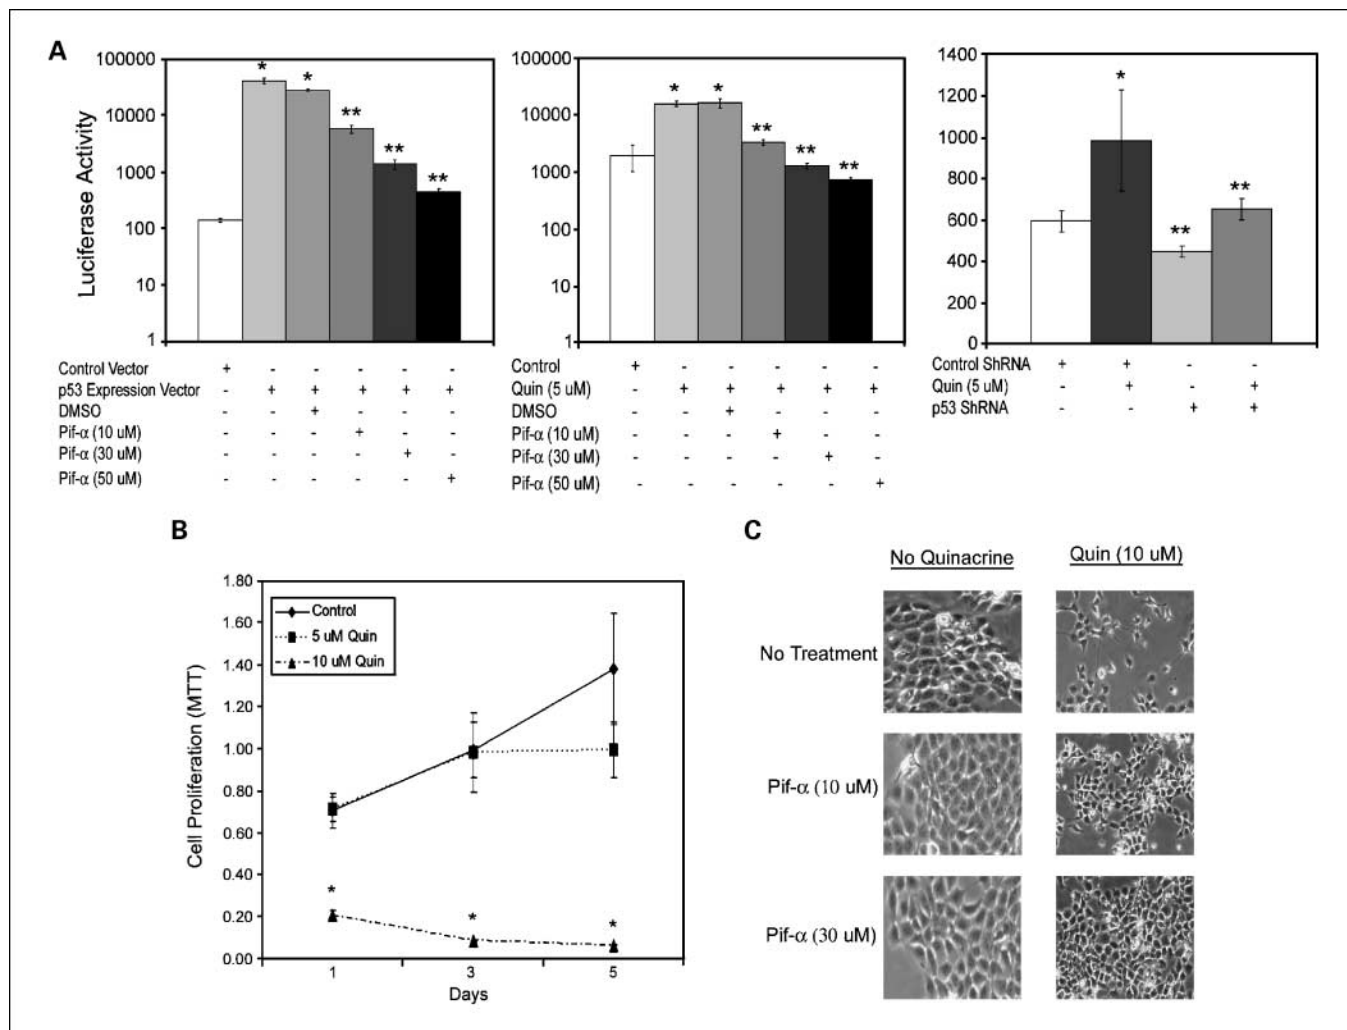 A
Luciferase Activity
100000
10000
1000
100
10
1
* * ** ** **
Control Vector + - - - - -
p53 Expression Vector - + + + + +
DMSO - - + - - -
Pif-α (10 uM) - - - + - -
Pif-α (30 uM) - - - - + -
Pif-α (50 uM) - - - - - +
100000
10000
1000
100
10
1
* * ** ** **
Control + - - - - -
Quin (5 uM) - + + + + +
DMSO - - + - - -
Pif-α (10 uM) - - - + - -
Pif-α (30 uM) - - - - + -
Pif-α (50 uM) - - - - - +
1400
1200
1000
800
600
400
200
0
* ** **
Control ShRNA + + - -
Quin (5 uM) - + - +
p53 ShRNA - - + +
B
Cell Proliferation (MTT)
1.80
1.60
1.40
1.20
1.00
0.80
0.60
0.40
0.20
0.00
Control
5 uM Quin
10 uM Quin
* * *
1 3 5
Days
C
No Quinacrine Quin (10 uM)
No Treatment
Pif-α (10 uM)
Pif-α (30 uM)